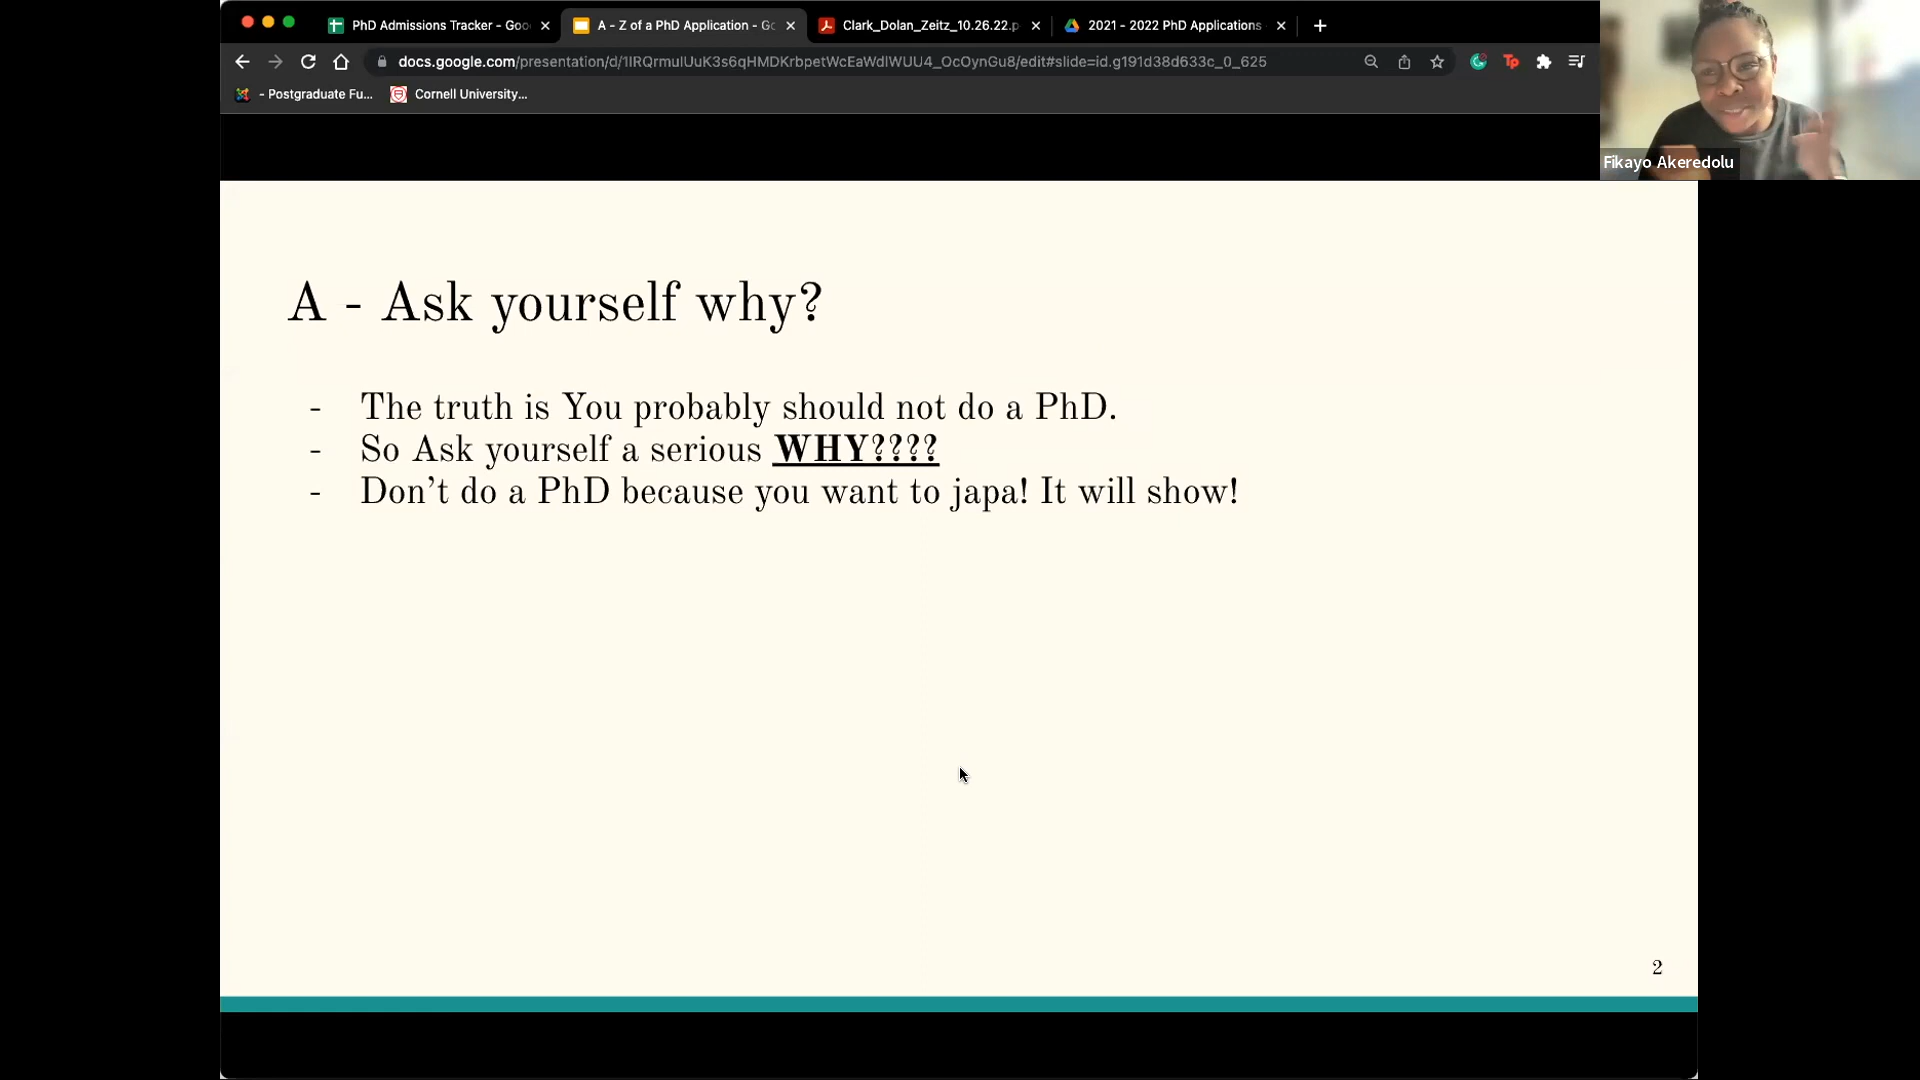 PhD Admissions Tracker - Goo
A - Z of a PhD Application - Go
Clark_Dolan_Zeitz_10.26.22.p
2021 - 2022 PhD Applications
docs.google.com/presentation/d/1IRQrmulUuK3s6qHMDKrbpetWcEaWdlWUU4_OcOynGu8/edit#slide=id.g191d38d633c_0_625
Tp
- Postgraduate Fu...
Cornell University...
Fikayo Akeredolu
A - Ask yourself why?
- The truth is You probably should not do a PhD.
- So Ask yourself a serious WHY????
- Don't do a PhD because you want to japa! It will show!
2